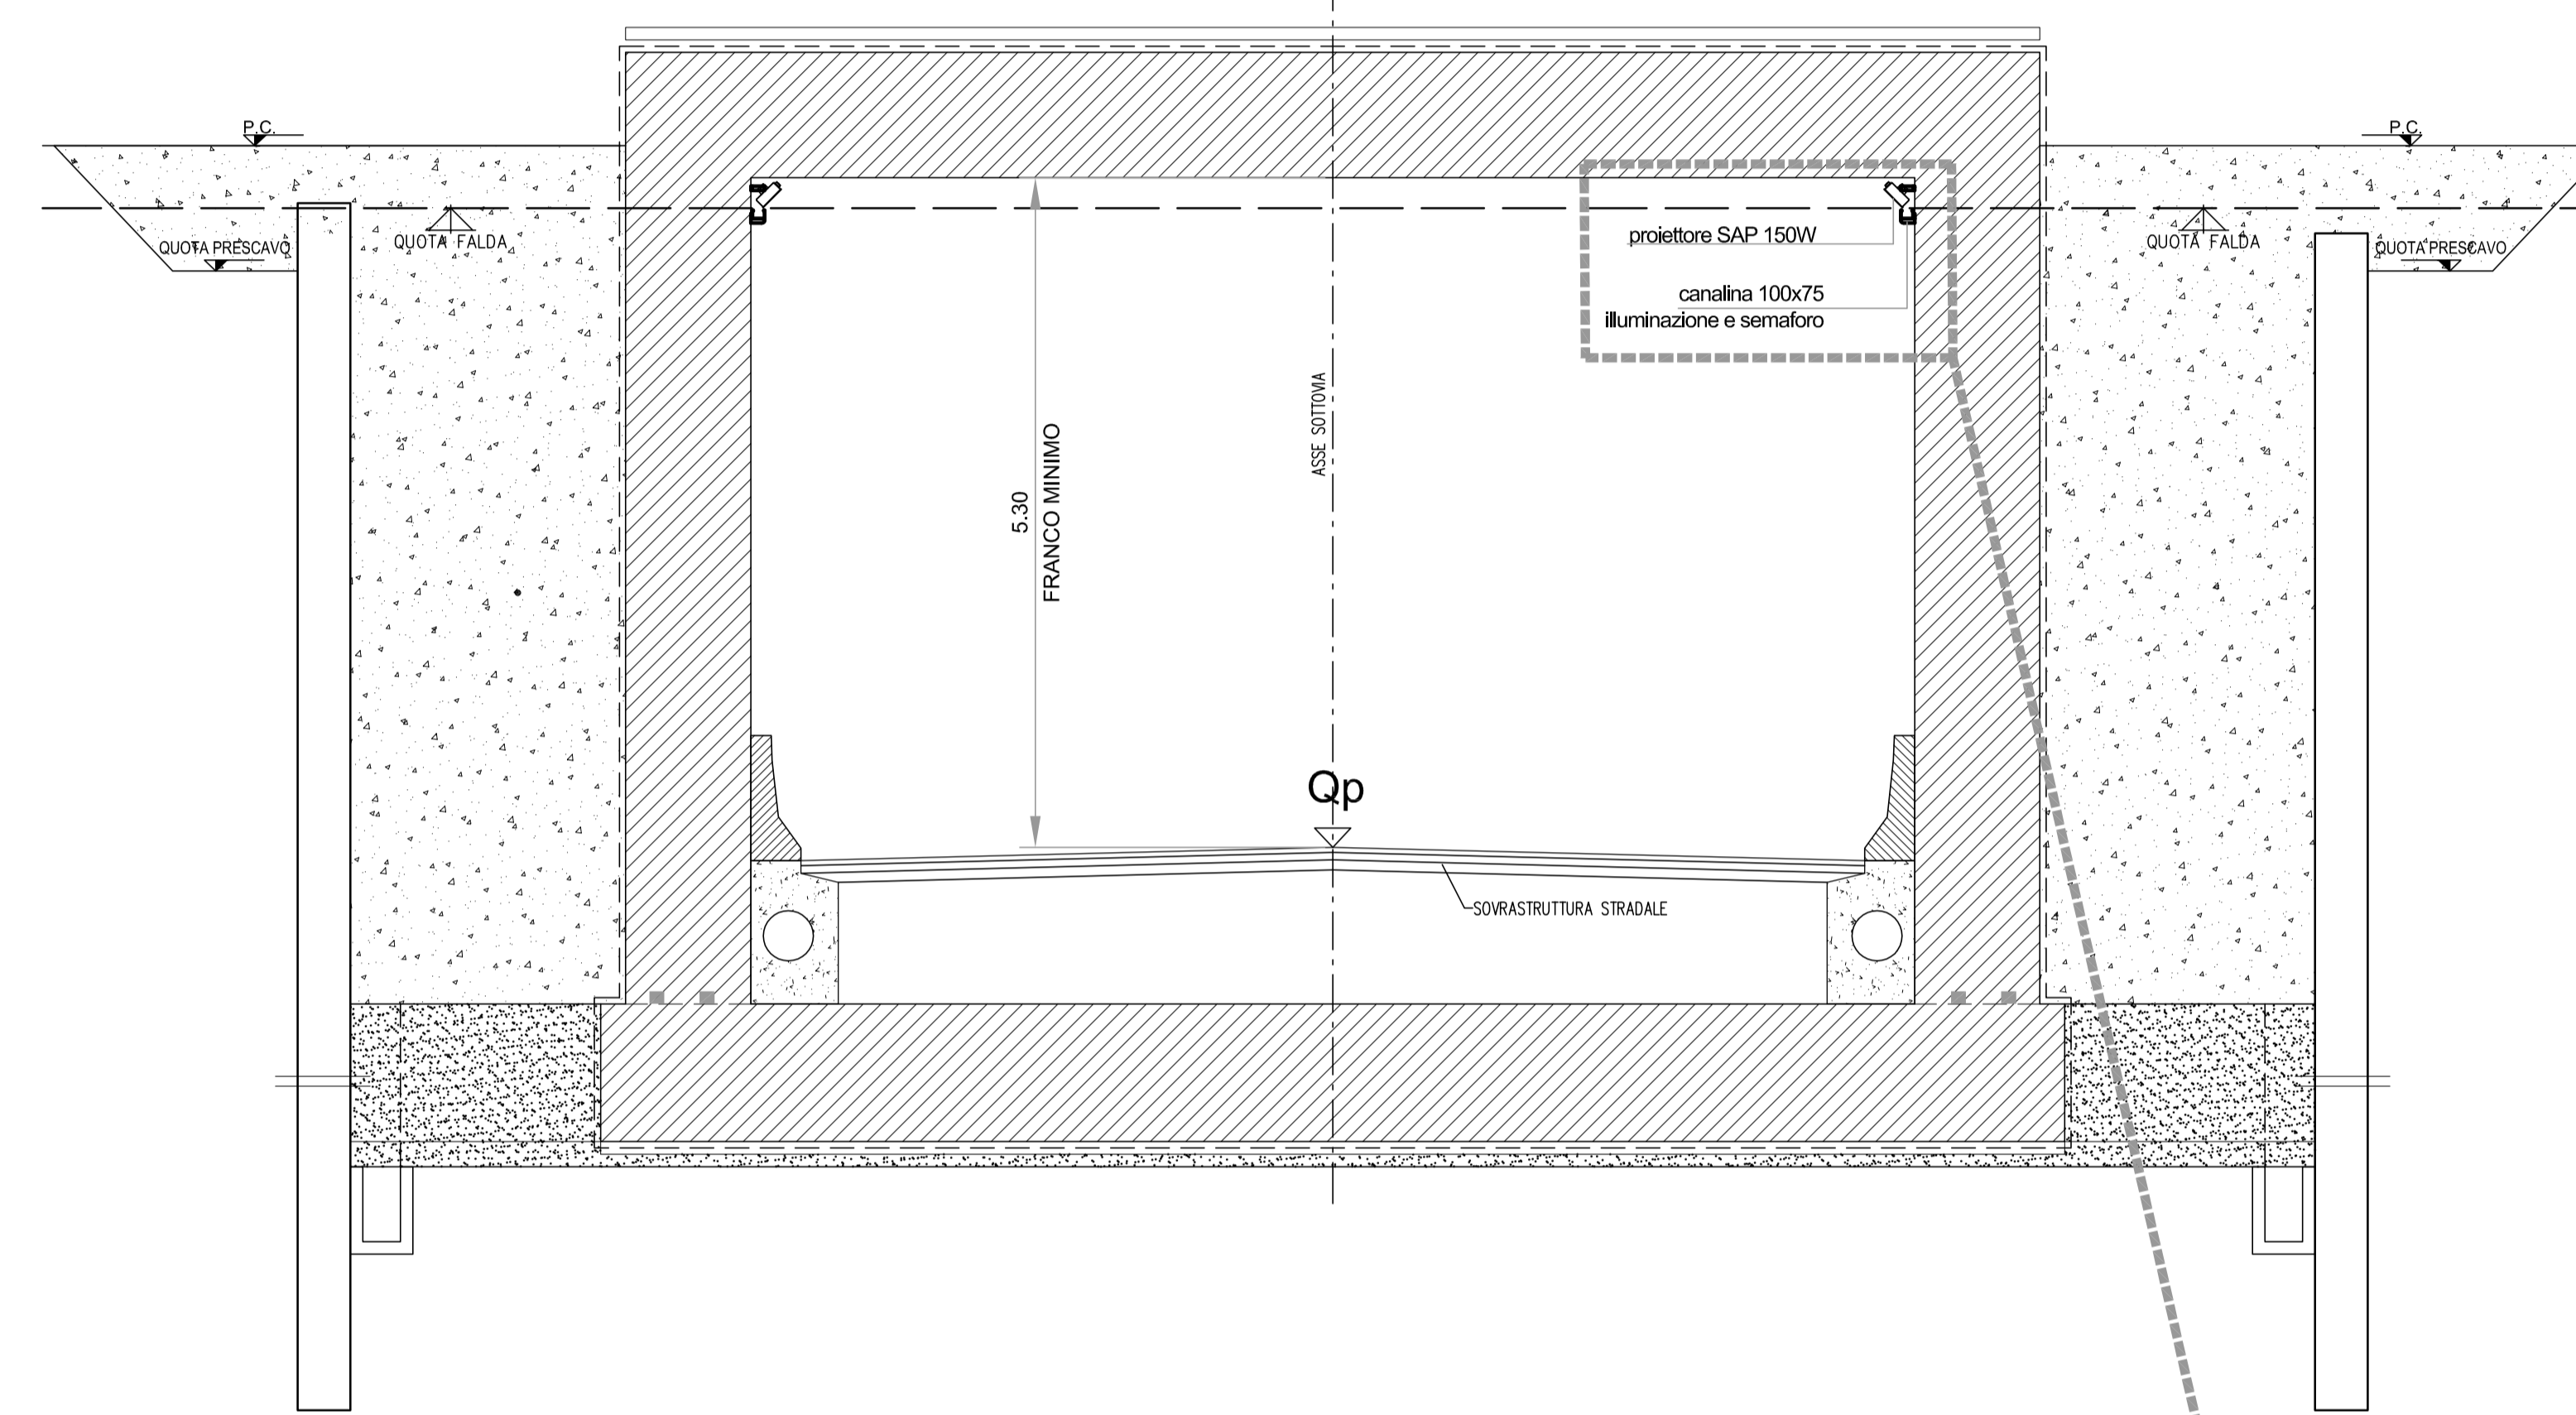 P.C.
P.C.
QUOTA PRESCAVO
QUOTA FALDA
proiettore SAP 150W
QUOTA FALDA
QUOTA PRESCAVO
canalina 100x75
illuminazione e semaforo
ASSE SOTTOVIA
5.30
FRANCO MINIMO
Qp
SOVRASTRUTTURA STRADALE